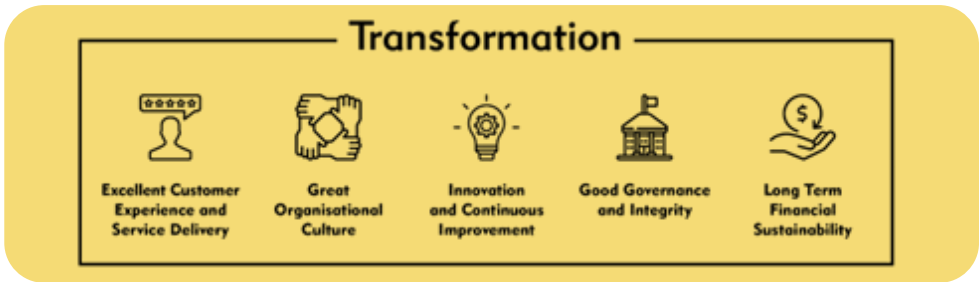 Transformation
Excellent Customer
Experience and
Service Delivery
Great
Organisational
Culture
Innovation
and Continuous
Improvement
Good Governance
and Integrity
Long Term
Financial
Sustainability